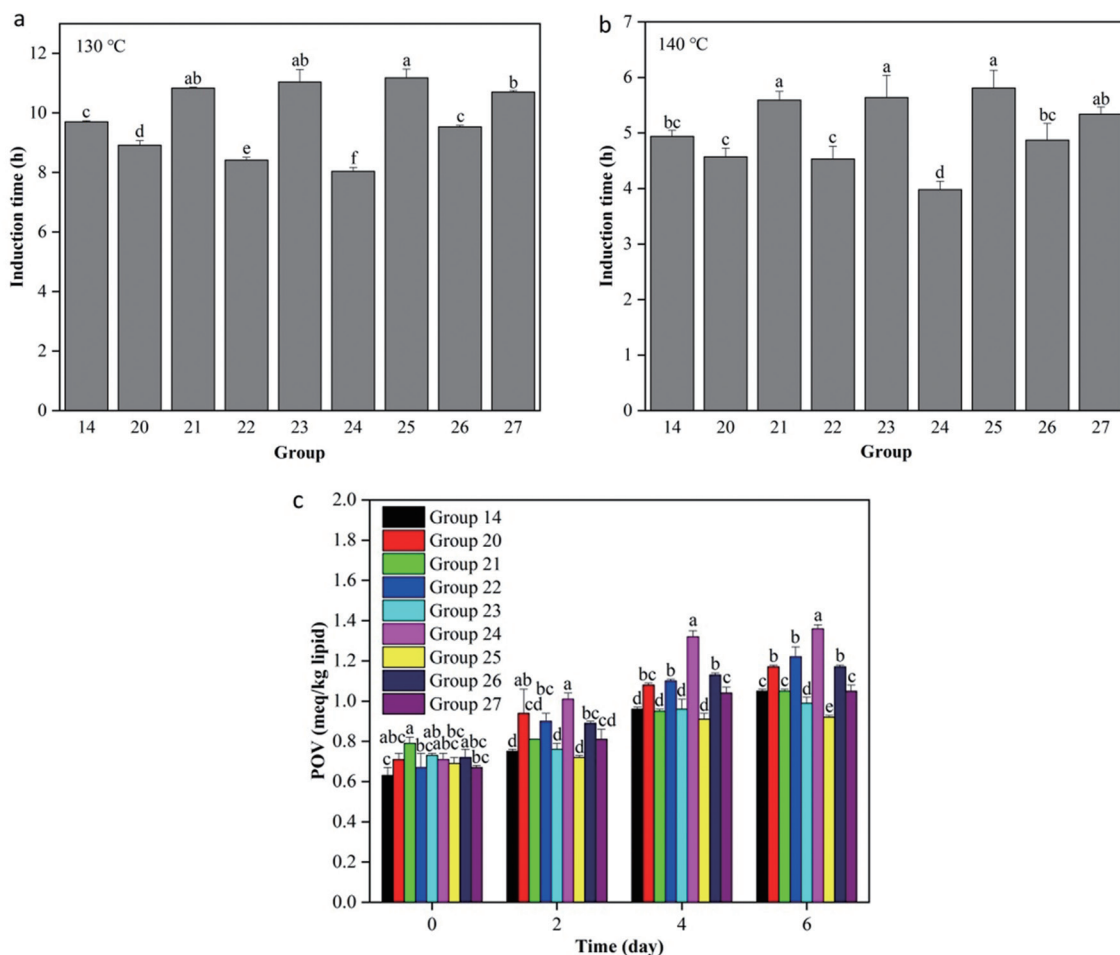 a
130 °C
Induction time (h)
12
10
8
6
4
2
0
c
d
ab
e
ab
f
a
c
b
14 20 21 22 23 24 25 26 27
Group
b
140 °C
Induction time (h)
7
6
5
4
3
2
1
0
bc
c
a
c
a
d
a
bc
ab
14 20 21 22 23 24 25 26 27
Group
c
POV (meq/kg lipid)
2.0
1.8
1.6
1.4
1.2
1.0
0.8
0.6
0.4
0.2
0.0
Group 14
Group 20
Group 21
Group 22
Group 23
Group 24
Group 25
Group 26
Group 27
c
abc
a
bc
ab
abc
bc
abc
bc
d
ab
cd
bc
d
a
d
bc
cd
d
bc
d
b
d
a
d
b
c
c
b
c
b
d
a
e
b
c
0 2 4 6
Time (day)